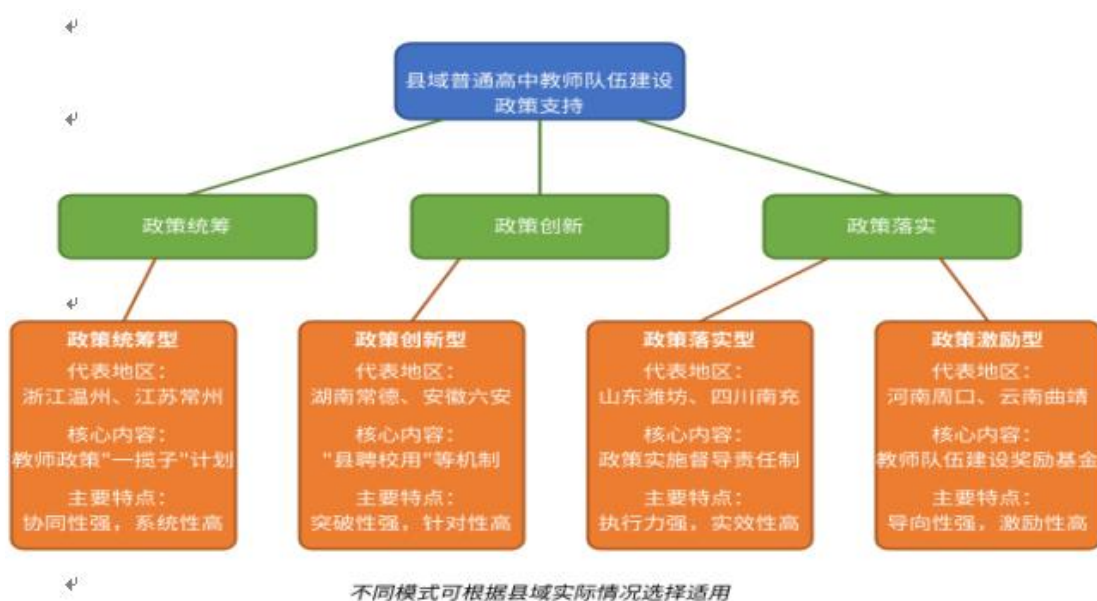 县域普通高中教师队伍建设
政策支持
政策统筹
政策创新
政策落实
政策统筹型
代表地区：
浙江温州、江苏常州
核心内容：
教师政策“一揽子”计划
主要特点：
协同性强，系统性高
政策创新型
代表地区：
湖南常德、安徽六安
核心内容：
“县聘校用”等机制
主要特点：
突破性强，针对性高
政策落实型
代表地区：
山东潍坊、四川南充
核心内容：
政策实施督导责任制
主要特点：
执行力强，实效性高
政策激励型
代表地区：
河南周口、云南曲靖
核心内容：
教师队伍建设奖励基金
主要特点：
导向性强，激励性高
不同模式可根据县域实际情况选择适用